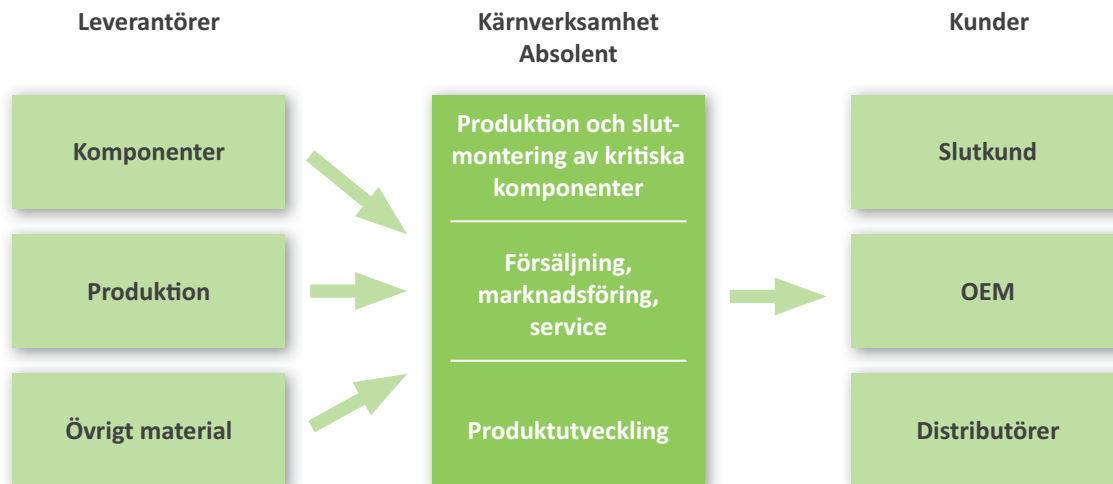 Leverantörer
Komponenter
Produktion
Övrigt material
Kärnverksamhet
Absolent
Produktion och slut-
montering av kritiska
komponenter
Försäljning,
marknadsföring,
service
Produktutveckling
Kunder
Slutkund
OEM
Distributörer